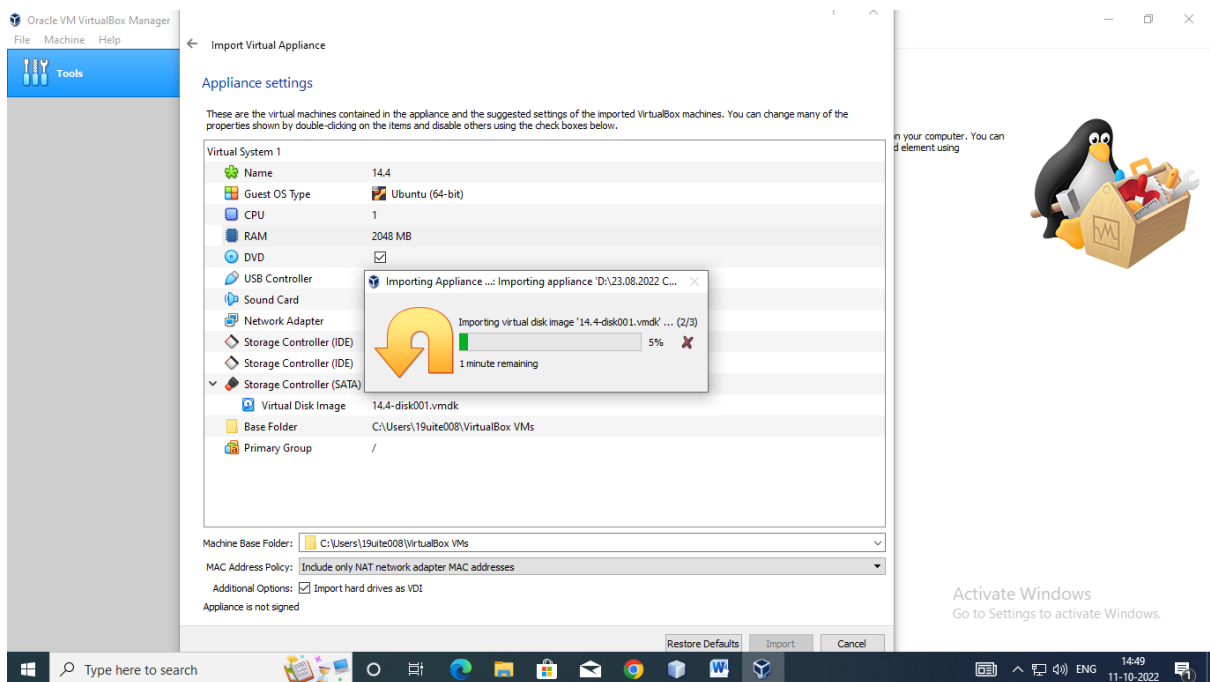 Oracle VM VirtualBox Manager
File Machine Help
Tools
Import Virtual Appliance
Appliance settings
These are the virtual machines contained in the appliance and the suggested settings of the imported VirtualBox machines. You can change many of the
properties shown by double-clicking on the items and disable others using the check boxes below.
Virtual System 1
Name 14.4
Guest OS Type Ubuntu (64-bit)
CPU 1
RAM 2048 MB
DVD
USB Controller
Sound Card
Network Adapter
Storage Controller (IDE)
Storage Controller (IDE)
Storage Controller (SATA)
Virtual Disk Image 14.4-disk001.vmdk
Base Folder C:\Users\19uite008\VirtualBox VMs
Primary Group /
Importing Appliance ...: Importing appliance 'D:\23.08.2022 C...
Importing virtual disk image '14.4-disk001.vmdk' ... (2/3)
5%
1 minute remaining
Machine Base Folder: C:\Users\19uite008\VirtualBox VMs
MAC Address Policy: Include only NAT network adapter MAC addresses
Additional Options: Import hard drives as VDI
Appliance is not signed
Restore Defaults Import Cancel
n your computer. You can
d element using
Activate Windows
Go to Settings to activate Windows.
Type here to search
ENG
14:49
11-10-2022
1